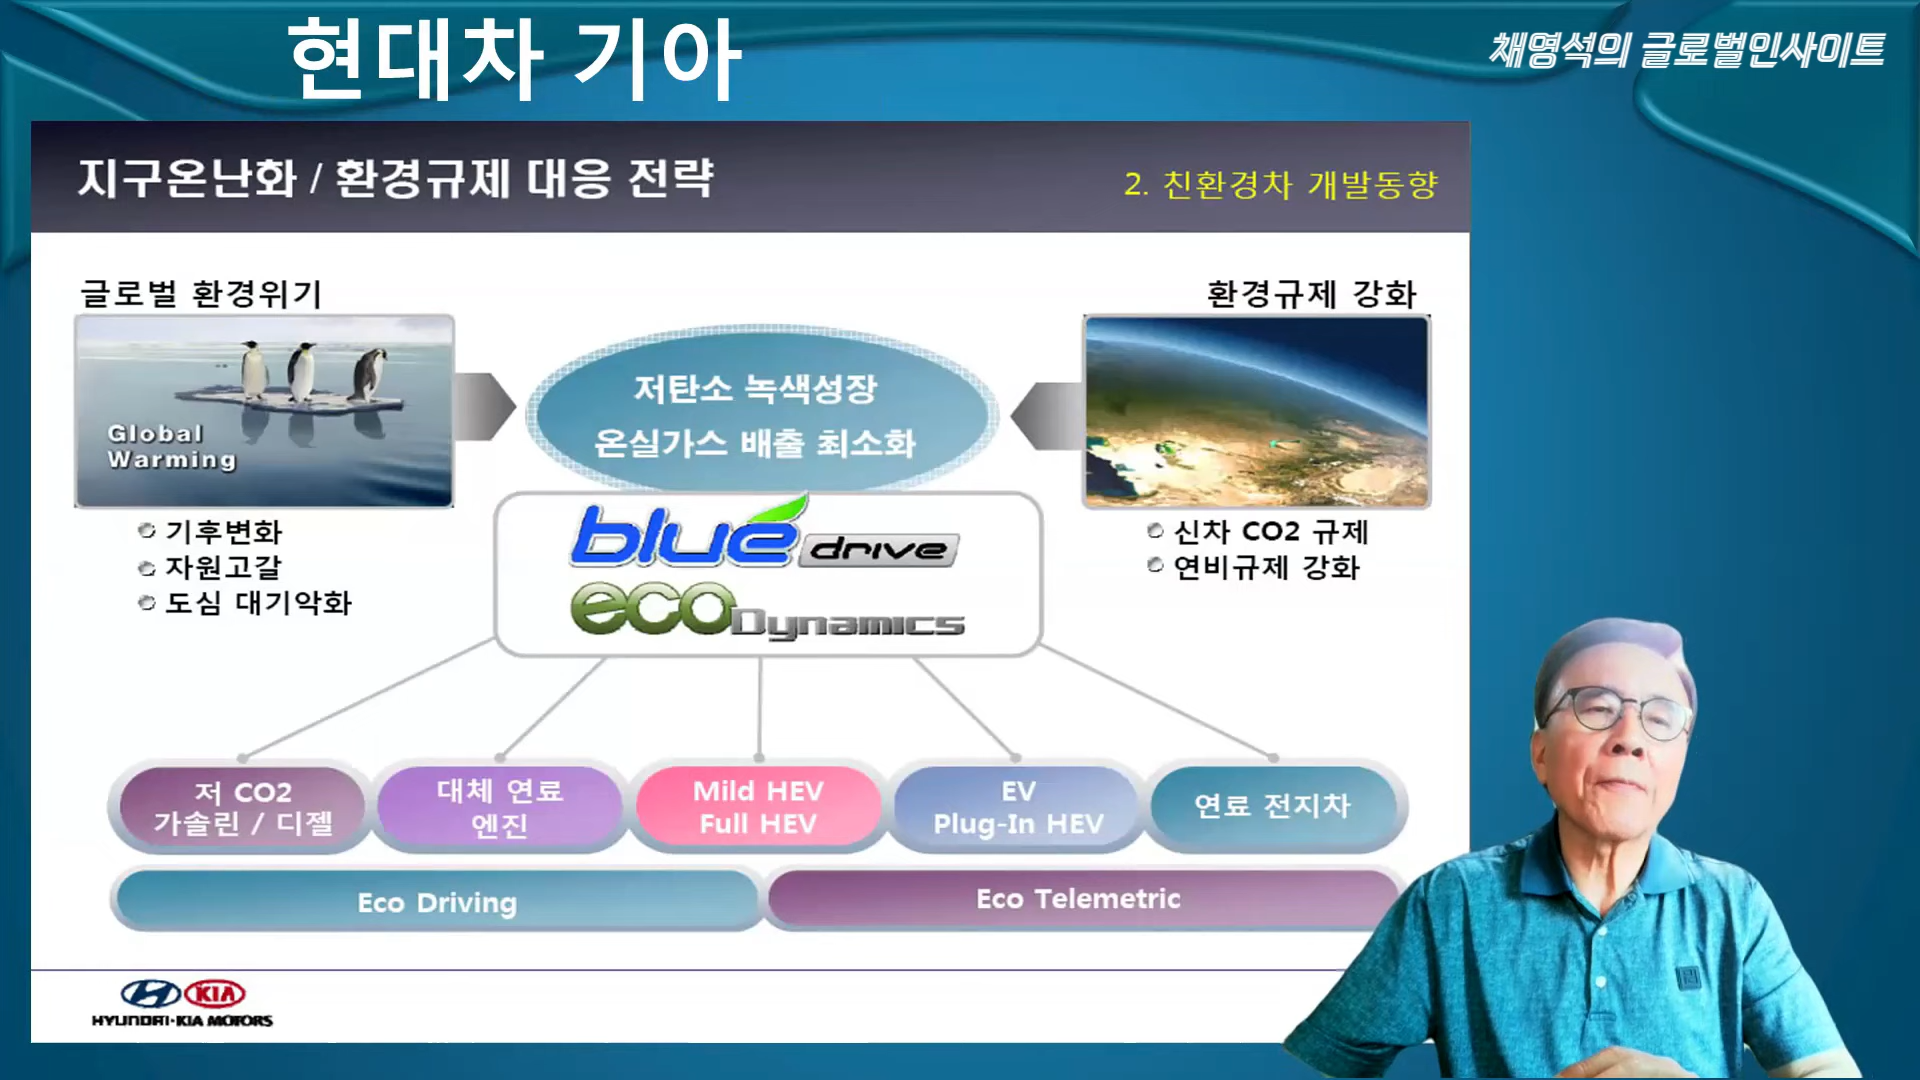 현대차 기아
채영석의 글로벌인사이트
지구온난화 / 환경규제 대응 전략
2. 친환경차 개발동향
글로벌 환경위기
Global
Warming
기후변화
자원고갈
도심 대기악화
저탄소 녹색성장
온실가스 배출 최소화
환경규제 강화
신차 CO2 규제
연비규제 강화
blue drive
eco Dynamics
저 CO2
가솔린 / 디젤
대체 연료
엔진
Mild HEV
Full HEV
EV
Plug-In HEV
연료 전지차
Eco Driving
Eco Telemetric
KIA
HYUNDAI·KIA MOTORS